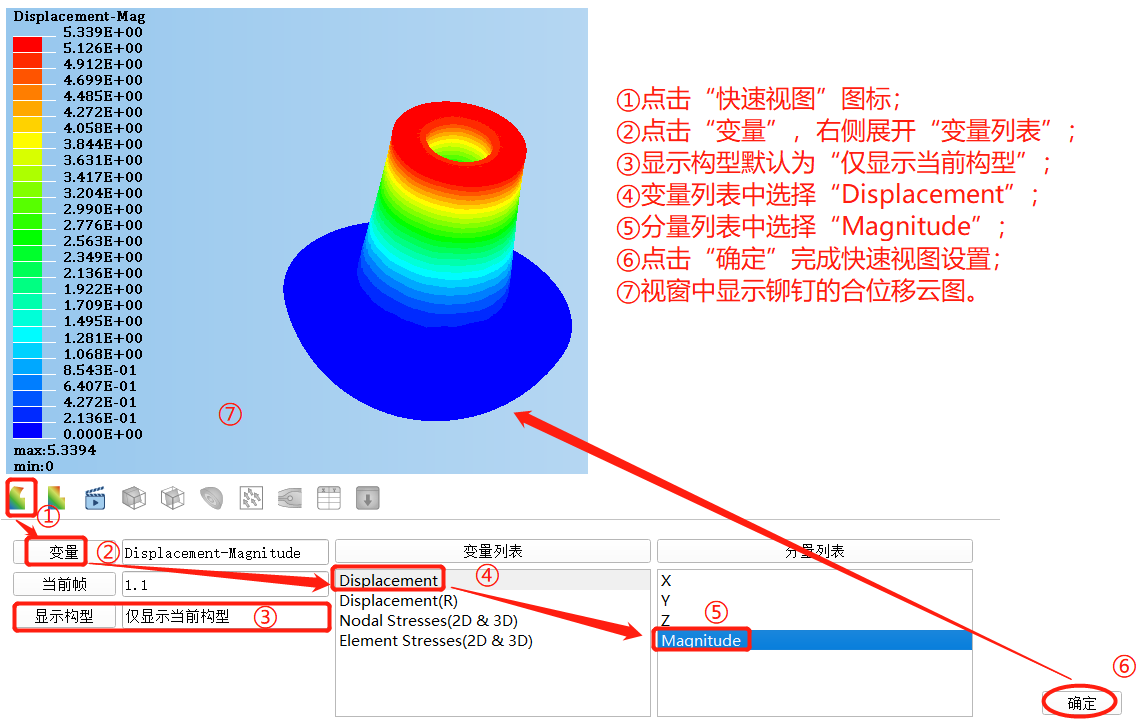 Displacement-Mag
5.339E+00
5.126E+00
4.912E+00
4.699E+00
4.485E+00
4.272E+00
4.058E+00
3.844E+00
3.631E+00
3.417E+00
3.204E+00
2.990E+00
2.776E+00
2.563E+00
2.349E+00
2.136E+00
1.922E+00
1.709E+00
1.495E+00
1.281E+00
1.068E+00
8.543E-01
6.407E-01
4.272E-01
2.136E-01
0.000E+00
max:5.3394
min:0
⑦
①点击“快速视图”图标；
②点击“变量”，右侧展开“变量列表”；
③显示构型默认为“仅显示当前构型”；
④变量列表中选择“Displacement”；
⑤分量列表中选择“Magnitude”；
⑥点击“确定”完成快速视图设置；
⑦视窗中显示铆钉的合位移云图。
X Y
①
变量 ② Displacement-Magnitude
当前帧 1.1
显示构型 仅显示当前构型 ③
变量列表
Displacement ④
Displacement(R)
Nodal Stresses(2D & 3D)
Element Stresses(2D & 3D)
分量列表
X
Y
Z
⑤
Magnitude
⑥
确定